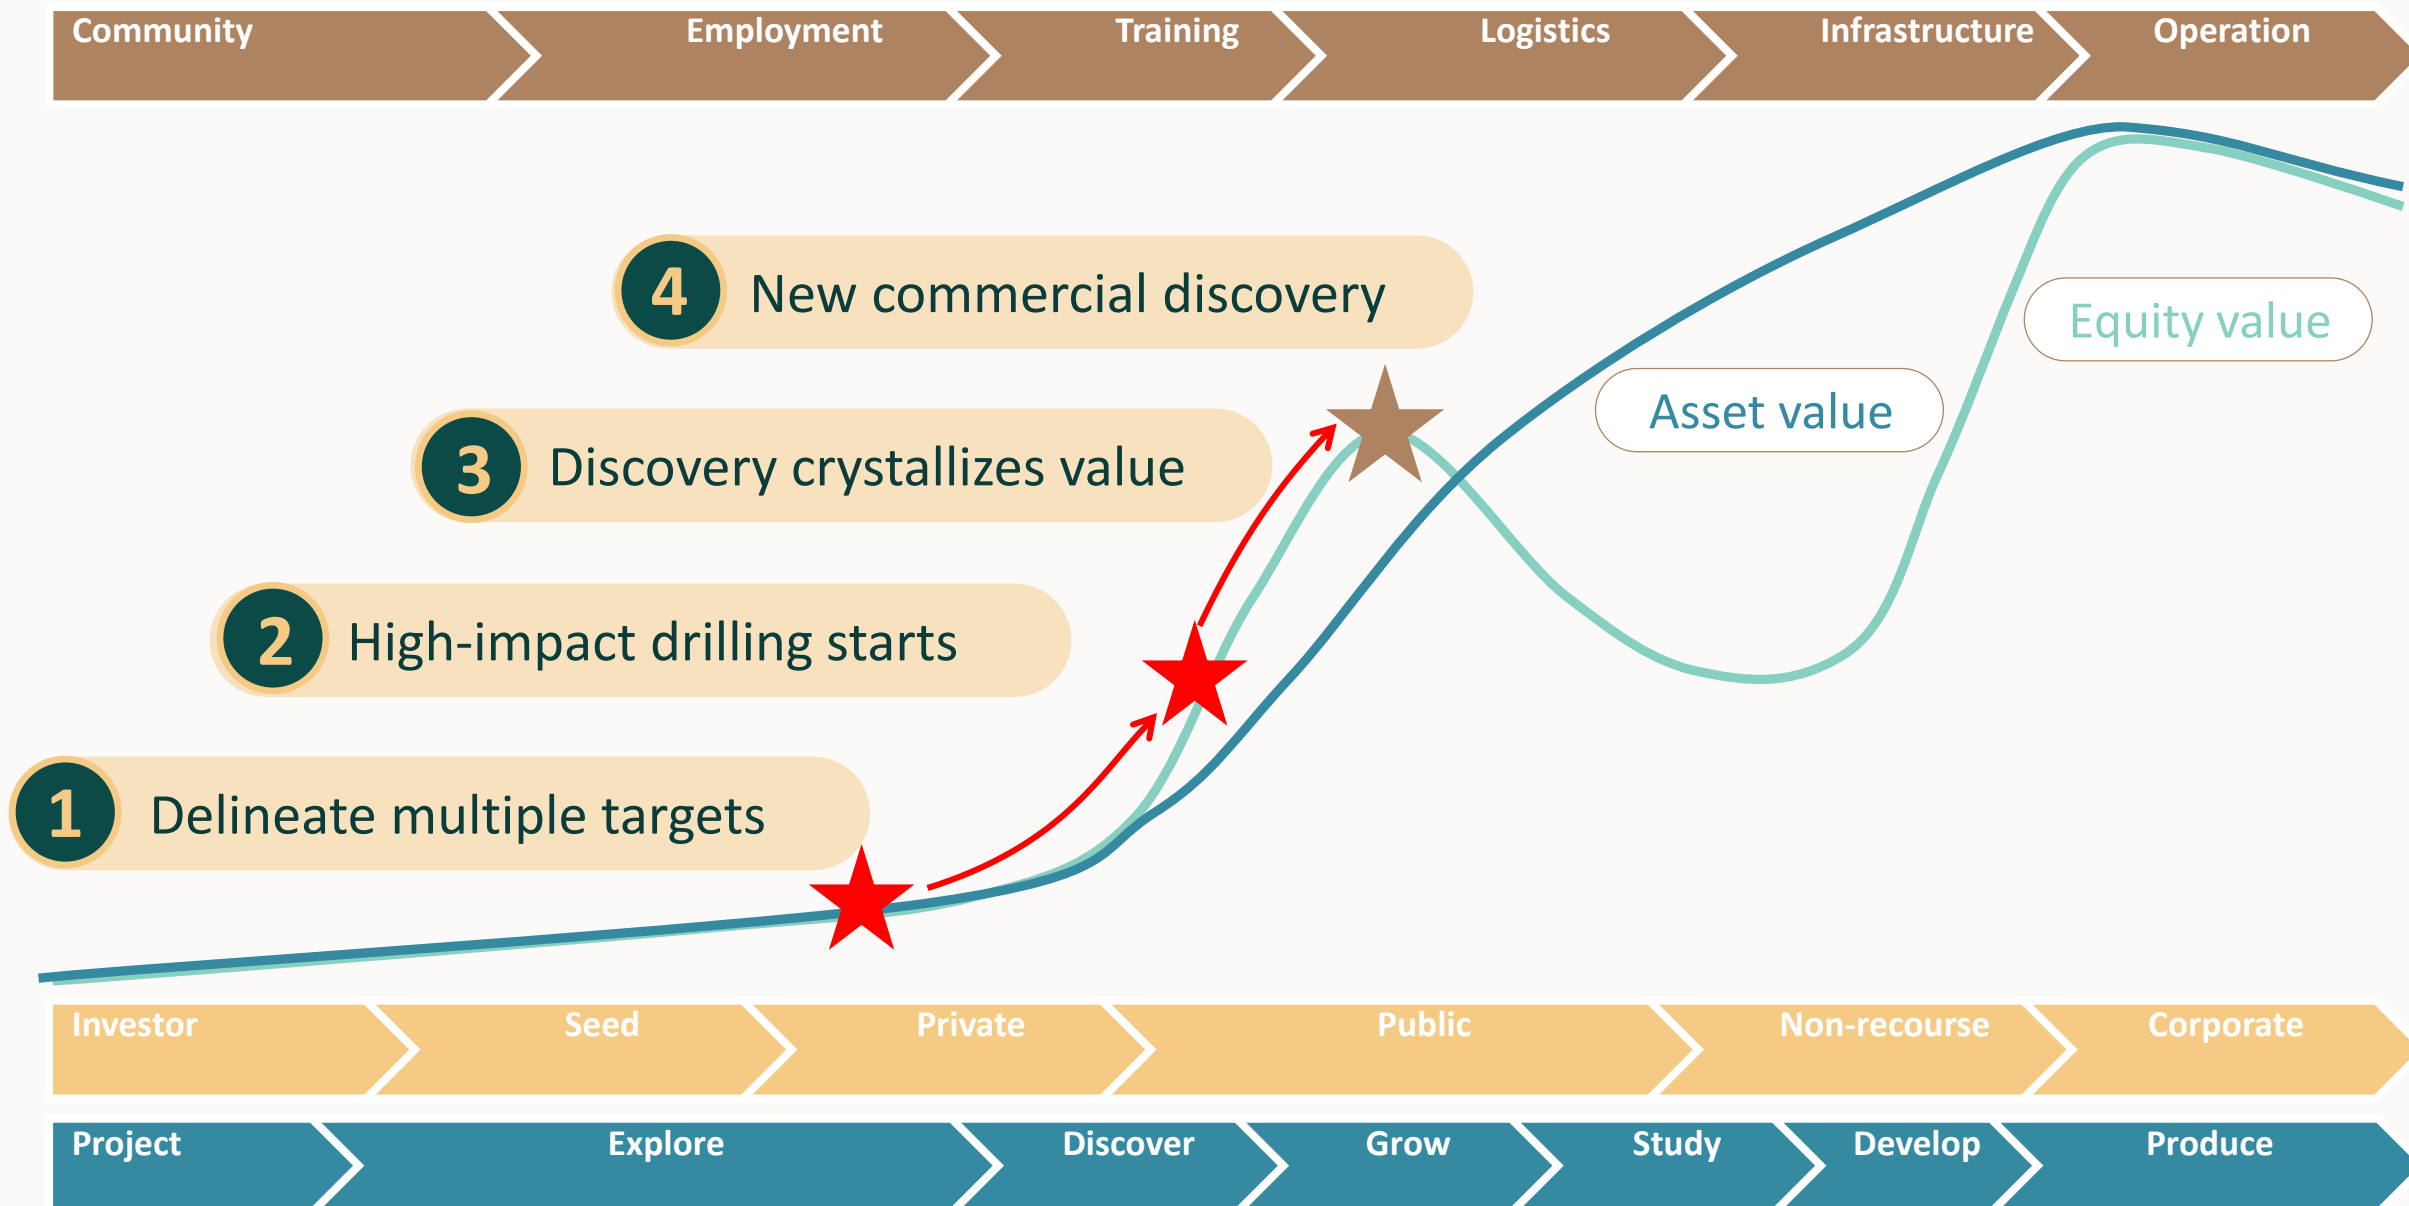 Community Employment Training Logistics Infrastructure Operation
4 New commercial discovery
Equity value
Asset value
3 Discovery crystallizes value
2 High-impact drilling starts
1 Delineate multiple targets
Investor Seed Private Public Non-recourse Corporate
Project Explore Discover Grow Study Develop Produce